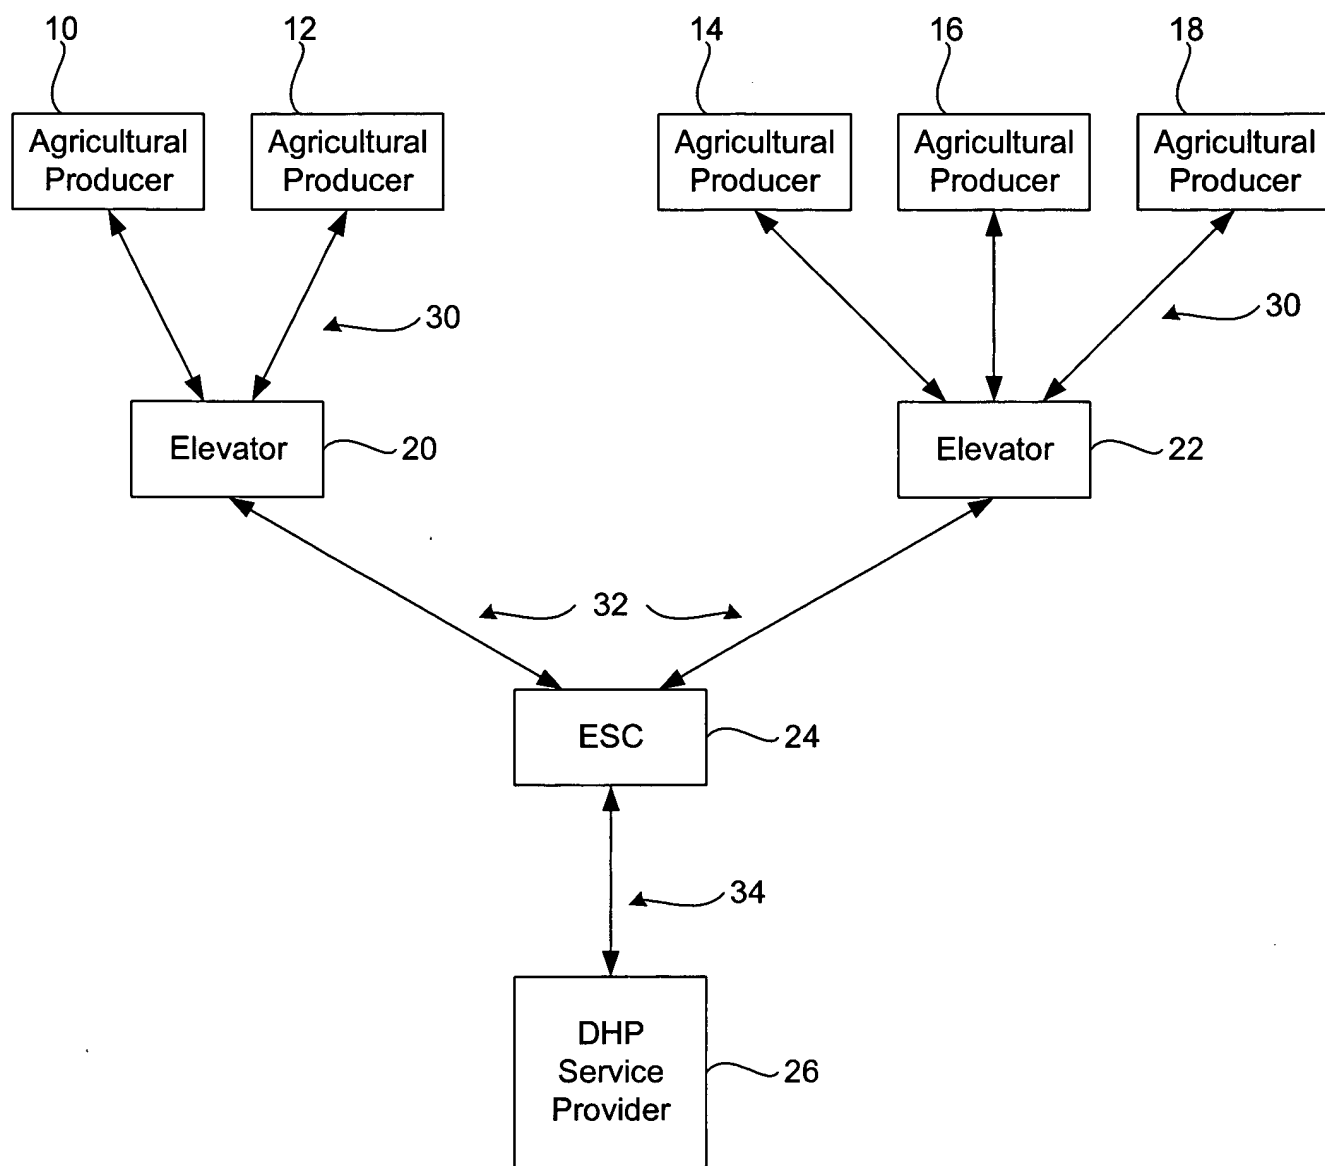 10
12
14
16
18
Agricultural
Producer
Agricultural
Producer
Agricultural
Producer
Agricultural
Producer
Agricultural
Producer
30
30
Elevator
20
Elevator
22
32
ESC
24
34
DHP
Service
Provider
26